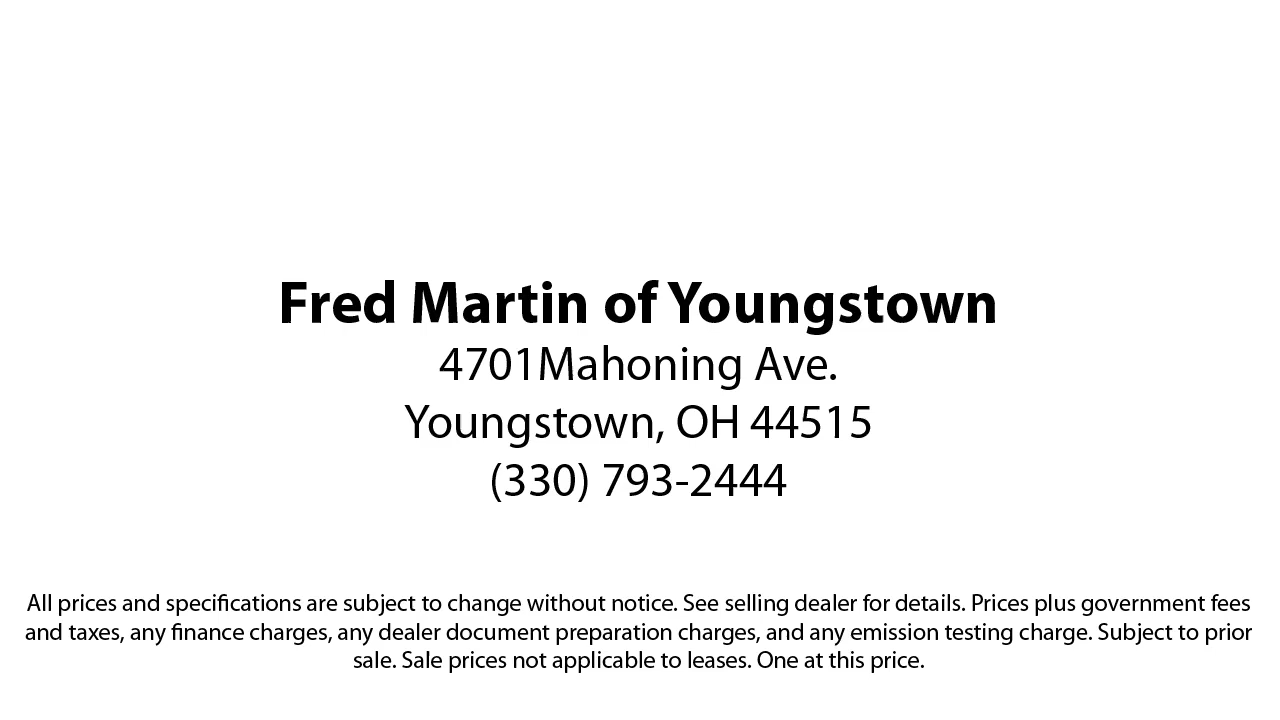 Fred Martin of Youngstown
4701Mahoning Ave.
Youngstown, OH 44515
(330) 793-2444
All prices and specifications are subject to change without notice. See selling dealer for details. Prices plus government fees
and taxes, any finance charges, any dealer document preparation charges, and any emission testing charge. Subject to prior
sale. Sale prices not applicable to leases. One at this price.